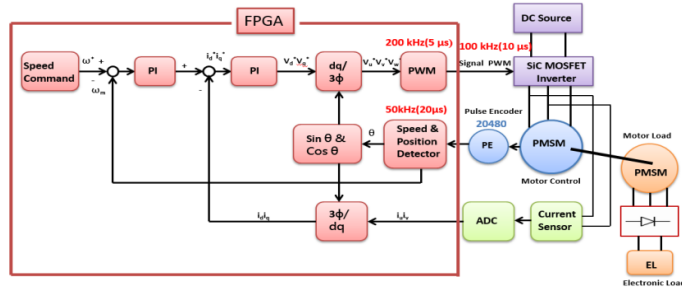 FPGA
DC Source
200 kHz(5 µs)
100 kHz(10 µs)
Speed Command
ω* +
-
ωm
PI
+
id*iq*
-
PI
Vd*Vq*
dq/
3ϕ
Vu*Vv*Vw*
PWM
Signal PWM
SiC MOSFET
Inverter
50kHz(20µs)
Pulse Encoder
20480
Sin θ &
Cos θ
θ
Speed &
Position
Detector
PE
PMSM
Motor Control
Motor Load
PMSM
idiq
3ϕ/
dq
iuiv
ADC
Current
Sensor
EL
Electronic Load